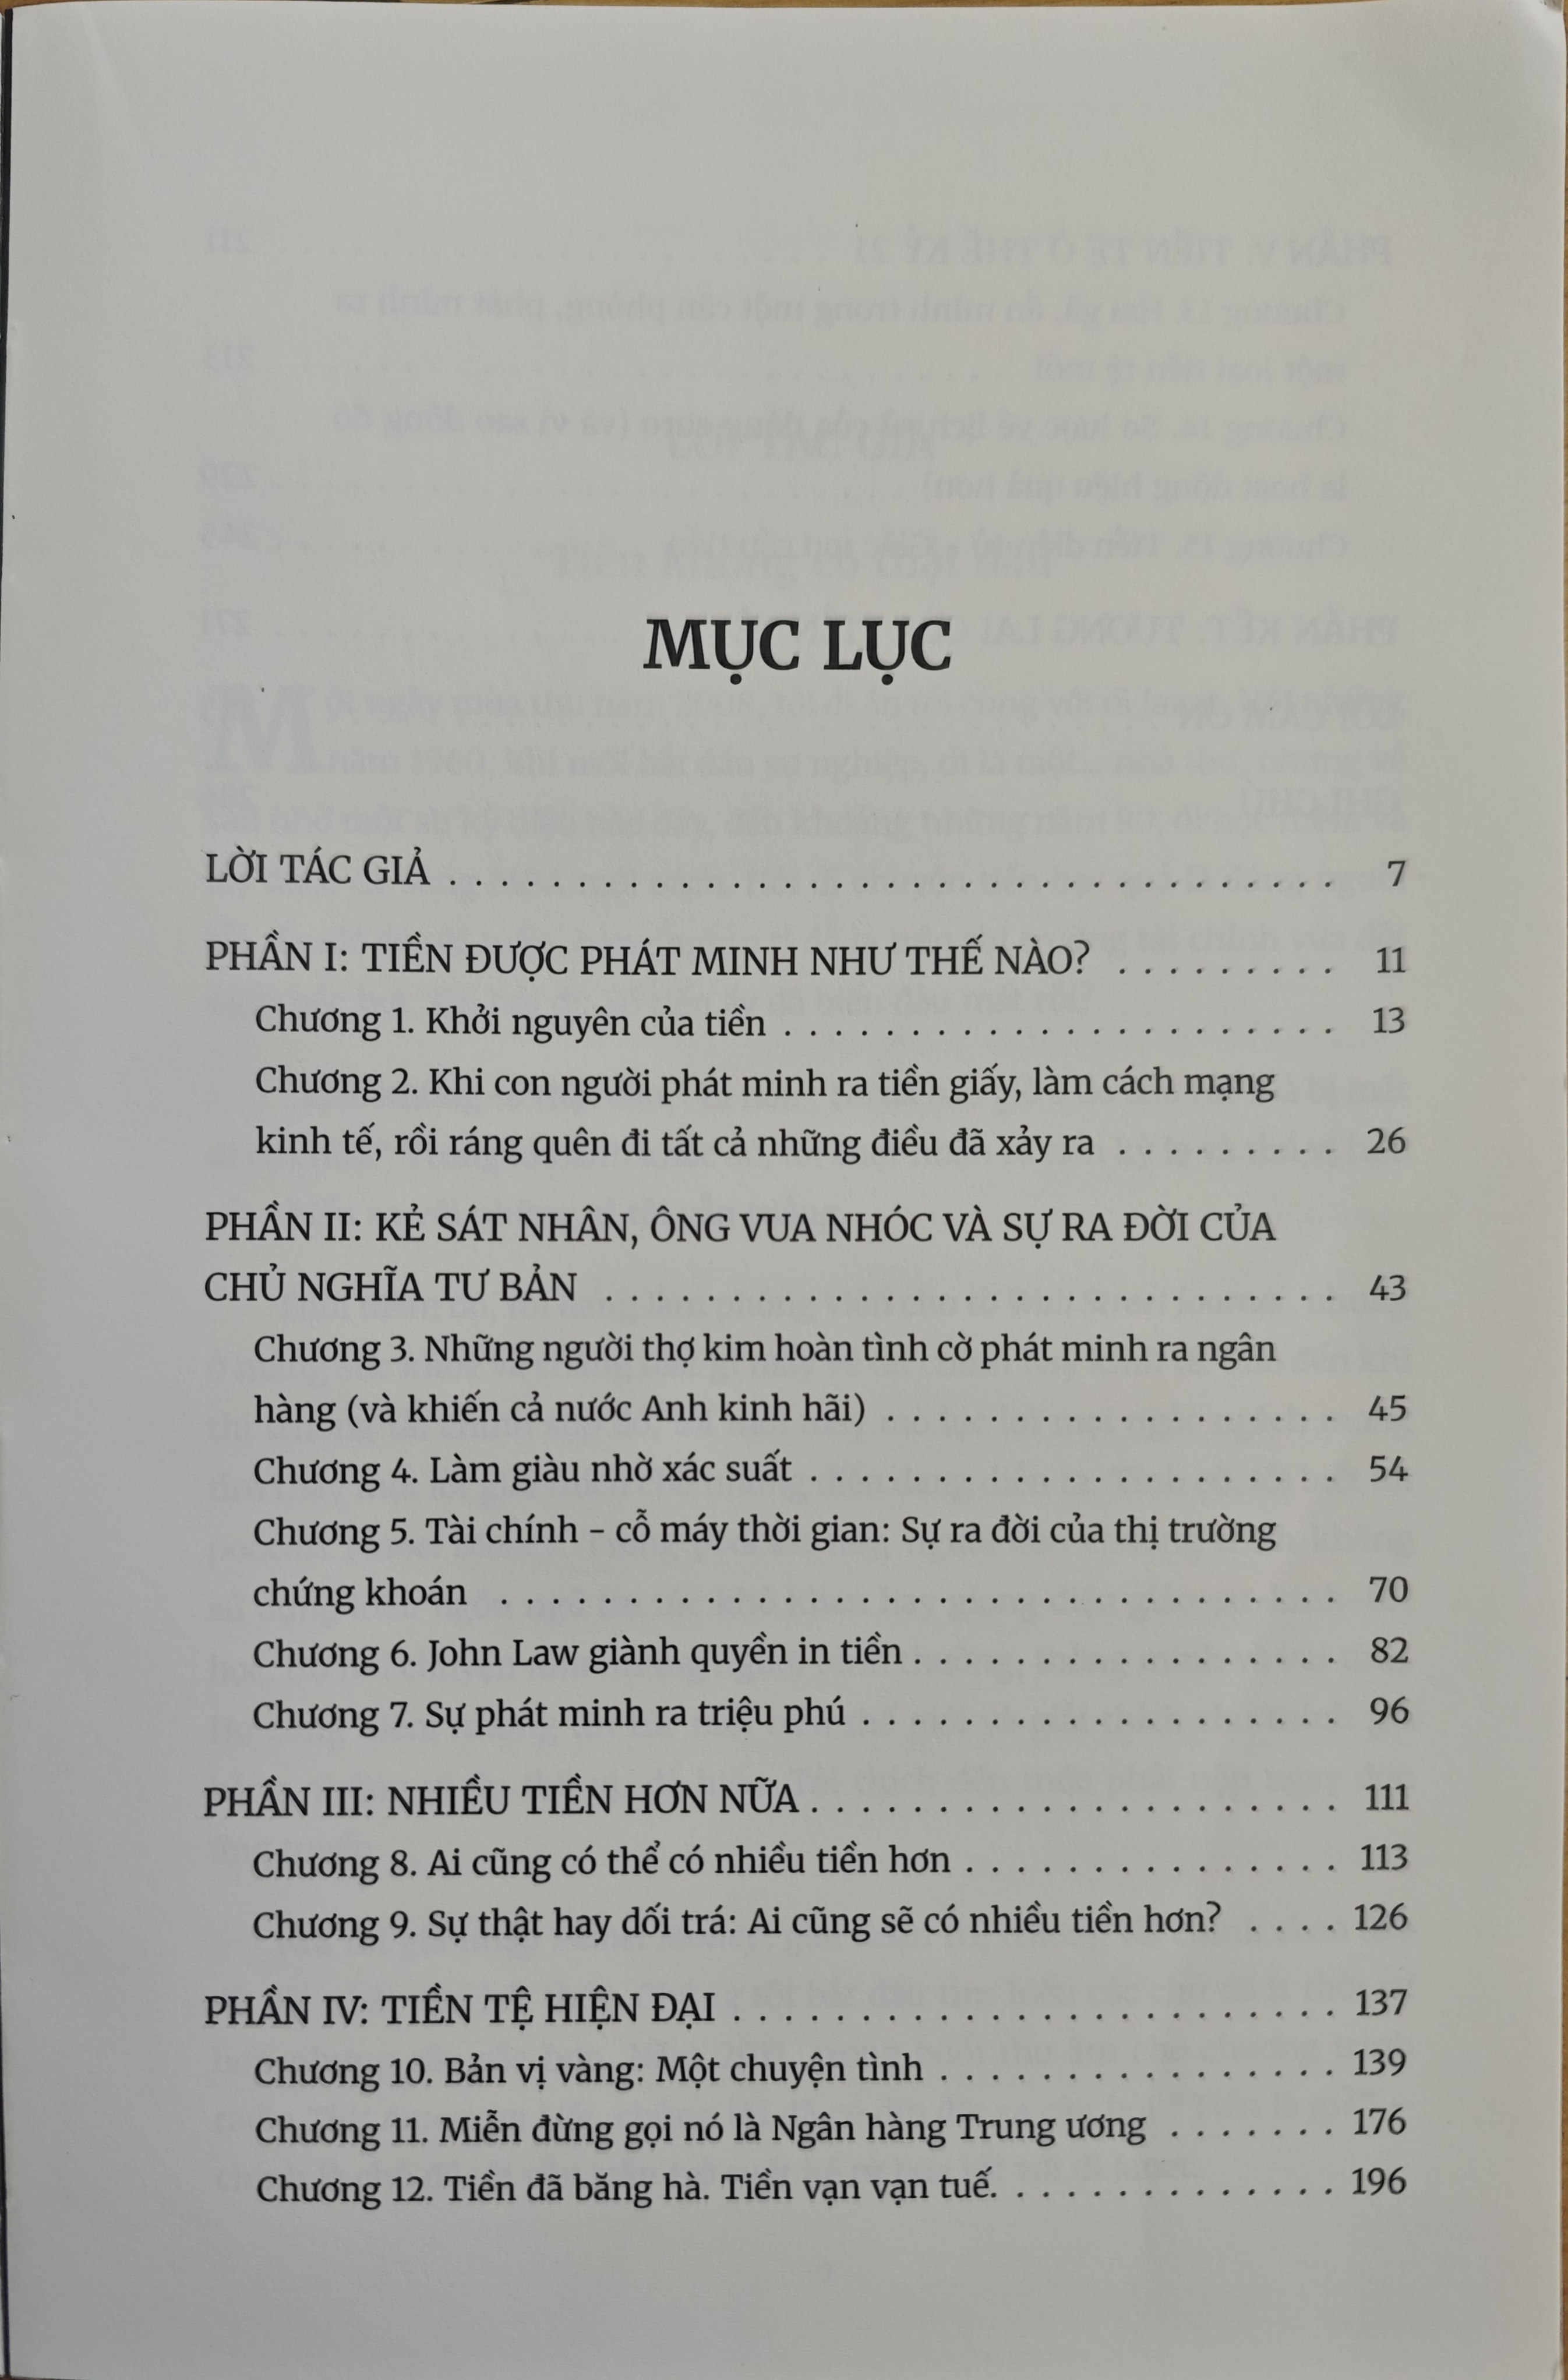 MỤC LỤC
LỜI TÁC GIẢ . . . . . . . . . . . . . . . . . . . . . . . . . . . . . . . . . . . 7
PHẦN I: TIỀN ĐƯỢC PHÁT MINH NHƯ THẾ NÀO? . . . . . . . . . 11
Chương 1. Khởi nguyên của tiền . . . . . . . . . . . . . . . . . . . . . . 13
Chương 2. Khi con người phát minh ra tiền giấy, làm cách mạng
kinh tế, rồi ráng quên đi tất cả những điều đã xảy ra . . . . . . . . . 26
PHẦN II: KẺ SÁT NHÂN, ÔNG VUA NHÓC VÀ SỰ RA ĐỜI CỦA
CHỦ NGHĨA TƯ BẢN . . . . . . . . . . . . . . . . . . . . . . . . . . . . . 43
Chương 3. Những người thợ kim hoàn tình cờ phát minh ra ngân
hàng (và khiến cả nước Anh kinh hãi) . . . . . . . . . . . . . . . . . . 45
Chương 4. Làm giàu nhờ xác suất . . . . . . . . . . . . . . . . . . . . . 54
Chương 5. Tài chính - cỗ máy thời gian: Sự ra đời của thị trường
chứng khoán . . . . . . . . . . . . . . . . . . . . . . . . . . . . . . . . . 70
Chương 6. John Law giành quyền in tiền . . . . . . . . . . . . . . . . . 82
Chương 7. Sự phát minh ra triệu phú . . . . . . . . . . . . . . . . . . . 96
PHẦN III: NHIỀU TIỀN HƠN NỮA . . . . . . . . . . . . . . . . . . . . . 111
Chương 8. Ai cũng có thể có nhiều tiền hơn . . . . . . . . . . . . . . . 113
Chương 9. Sự thật hay dối trá: Ai cũng sẽ có nhiều tiền hơn? . . . . 126
PHẦN IV: TIỀN TỆ HIỆN ĐẠI . . . . . . . . . . . . . . . . . . . . . . . . 137
Chương 10. Bản vị vàng: Một chuyện tình . . . . . . . . . . . . . . . . 139
Chương 11. Miễn đừng gọi nó là Ngân hàng Trung ương . . . . . . . 176
Chương 12. Tiền đã băng hà. Tiền vạn vạn tuế. . . . . . . . . . . . . . 196